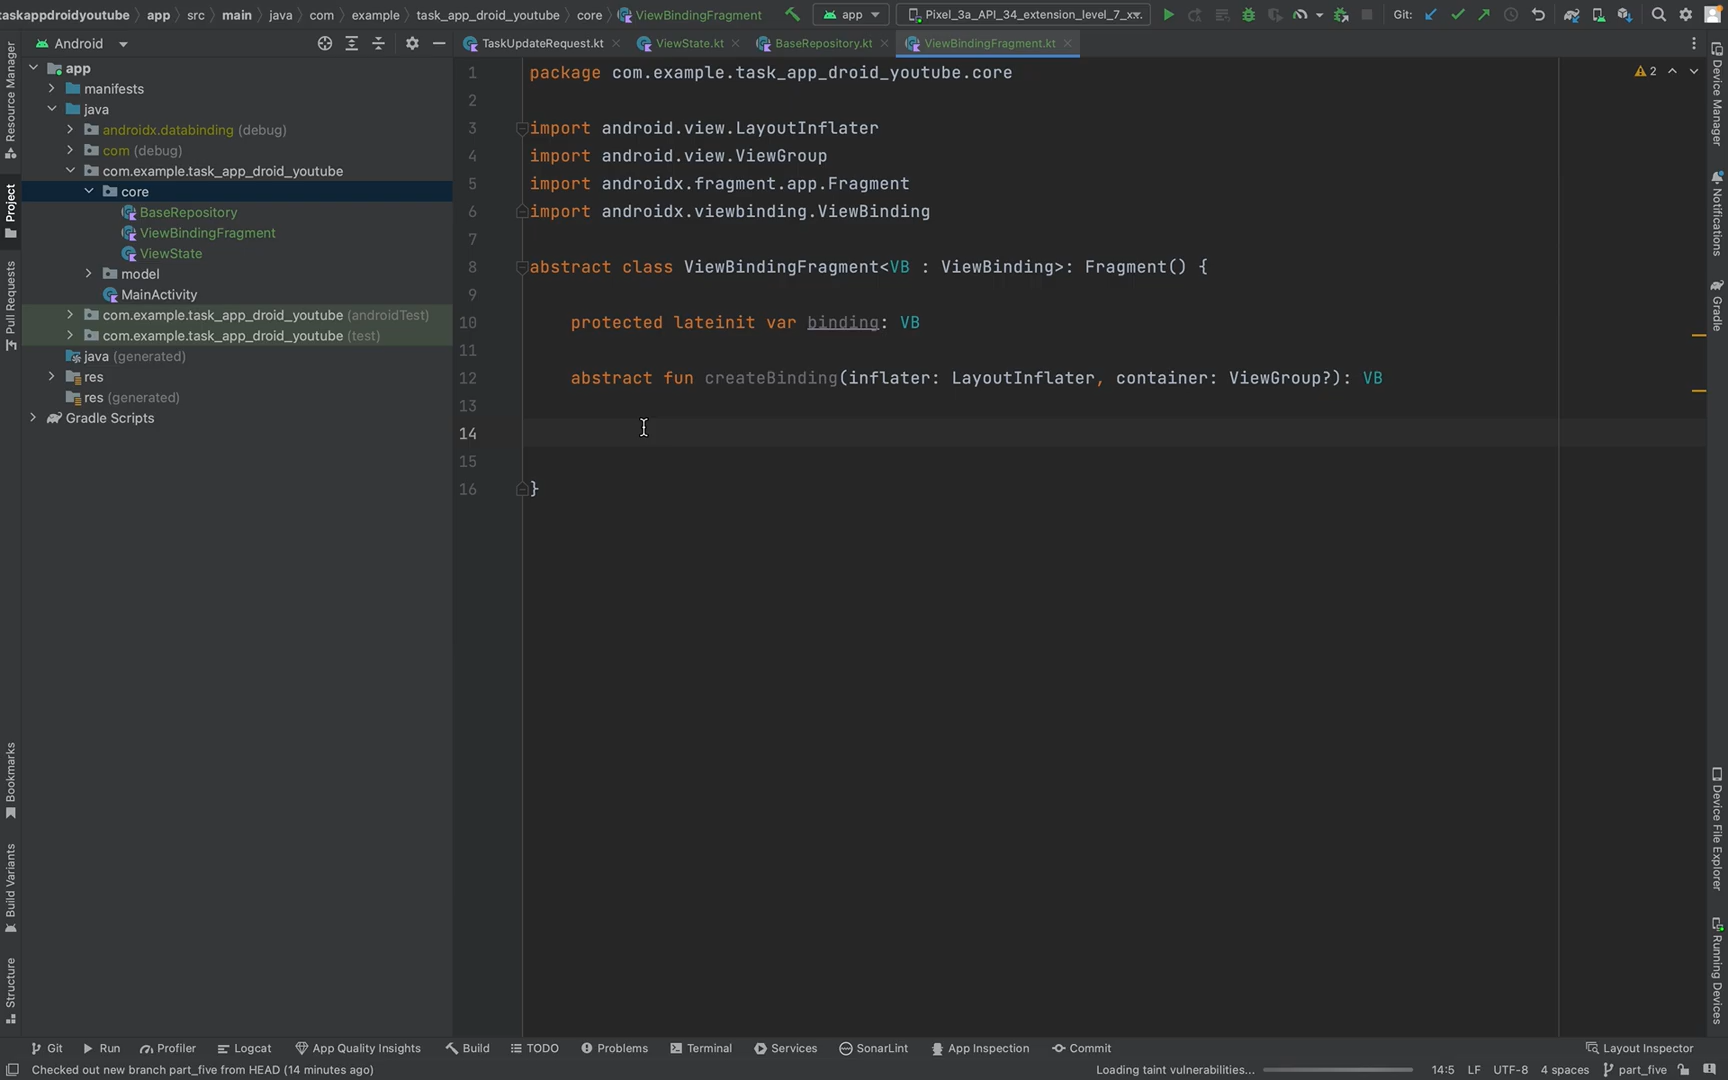 taskappdroidyoutube app src main java com example task_app_droid_youtube core ViewBindingFragment
app
Pixel_3a_API_34_extension_level_7_x
Git:
Android
TaskUpdateRequest.kt
ViewState.kt
BaseRepository.kt
ViewBindingFragment.kt
app
manifests
java
androidx.databinding (debug)
com (debug)
com.example.task_app_droid_youtube
core
BaseRepository
ViewBindingFragment
ViewState
model
MainActivity
com.example.task_app_droid_youtube (androidTest)
com.example.task_app_droid_youtube (test)
java (generated)
res
res (generated)
Gradle Scripts
1 package com.example.task_app_droid_youtube.core
2
3 import android.view.LayoutInflater
4 import android.view.ViewGroup
5 import androidx.fragment.app.Fragment
6 import androidx.viewbinding.ViewBinding
7
8 abstract class ViewBindingFragment<VB : ViewBinding>: Fragment() {
9
10 protected lateinit var binding: VB
11
12 abstract fun createBinding(inflater: LayoutInflater, container: ViewGroup?): VB
13
14
15
16 }
2
Resource Manager
Project
Pull Requests
Bookmarks
Build Variants
Structure
Device Manager
Notifications
Gradle
Device File Explorer
Running Devices
Git
Run
Profiler
Logcat
App Quality Insights
Build
TODO
Problems
Terminal
Services
SonarLint
App Inspection
Commit
Layout Inspector
Checked out new branch part_five from HEAD (14 minutes ago)
Loading taint vulnerabilities...
14:5
LF
UTF-8
4 spaces
part_five